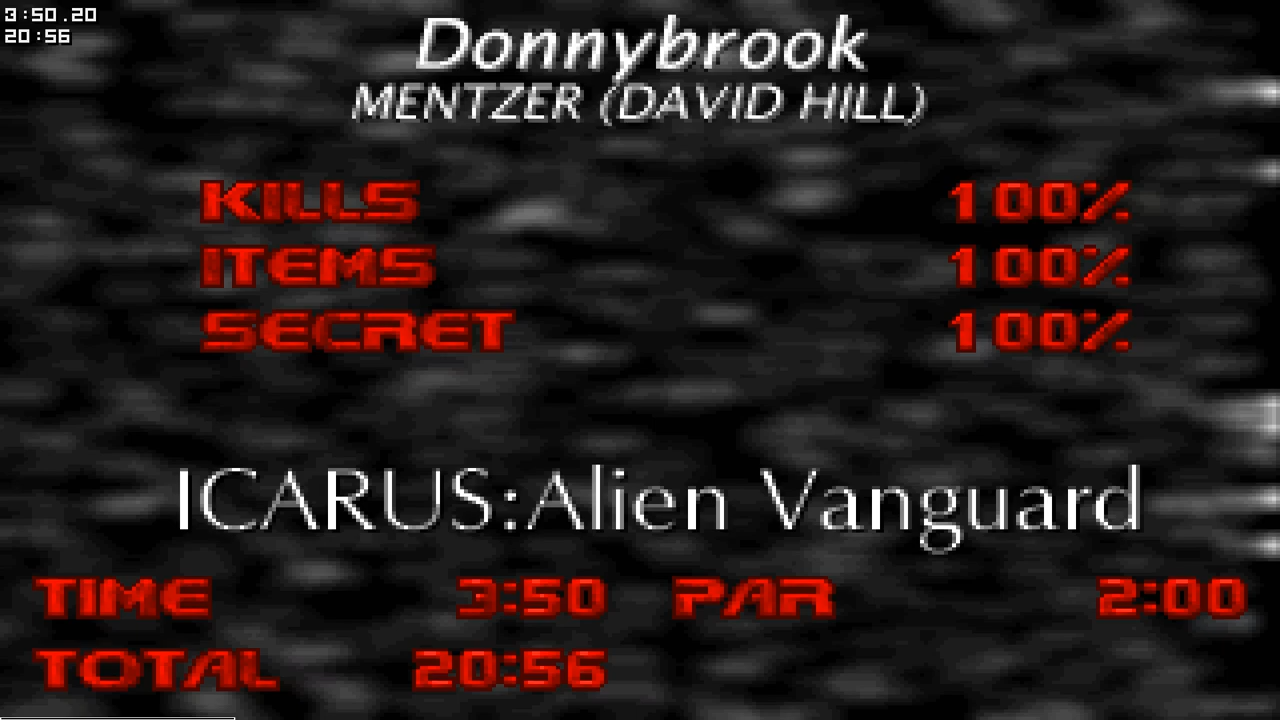 3:50.20
20:56
Donnybrook
MENTZER (DAVID HILL)
KILLS 100%
ITEMS 100%
SECRET 100%
ICARUS:Alien Vanguard
TIME 3:50 PAR 2:00
TOTAL 20:56